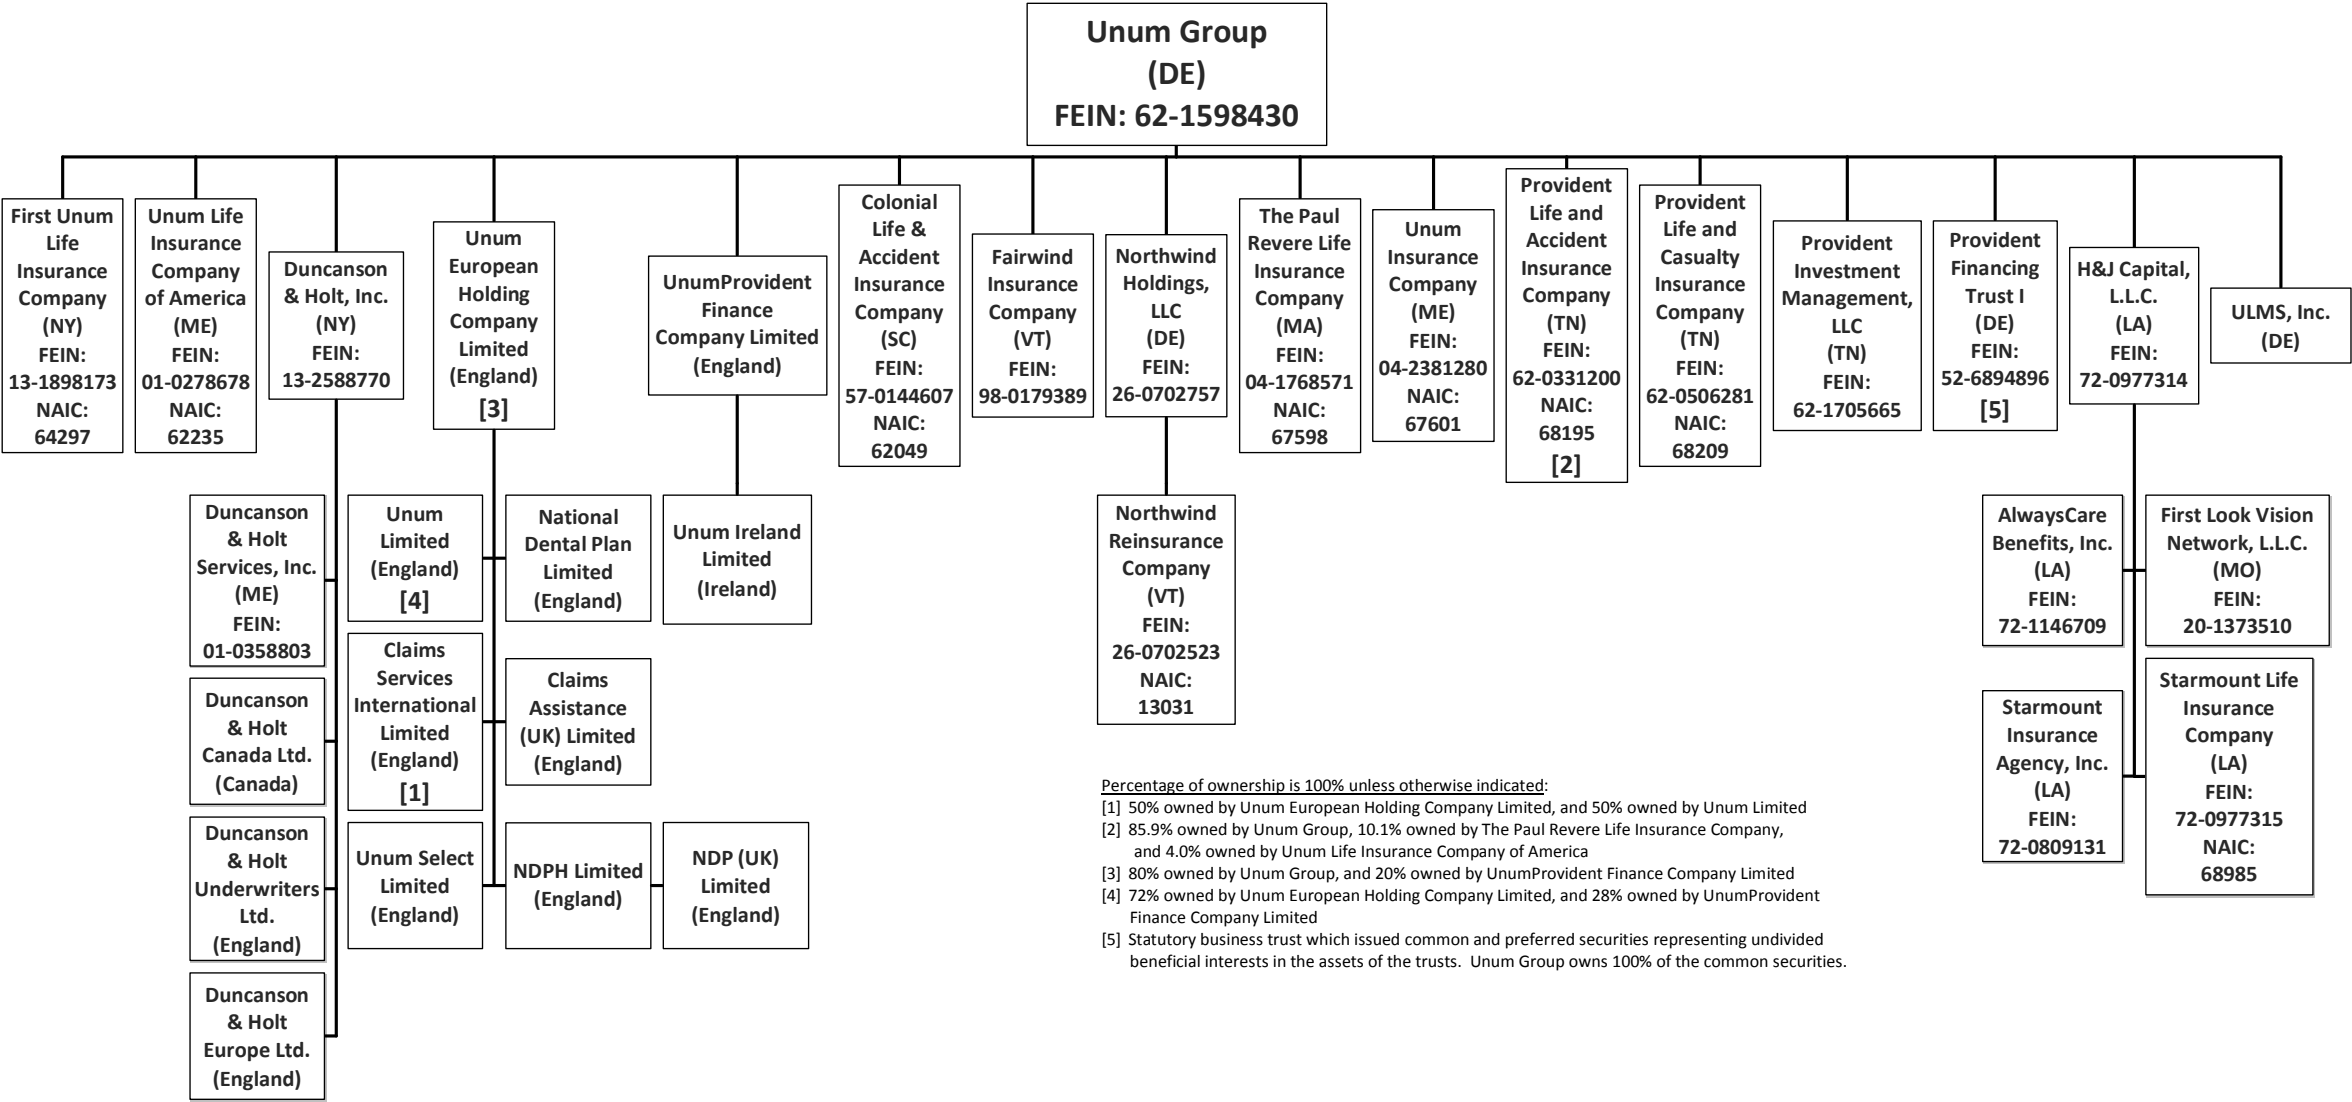 Unum Group
(DE)
FEIN: 62-1598430
First Unum
Life
Insurance
Company
(NY)
FEIN:
13-1898173
NAIC:
64297
Unum Life
Insurance
Company
of America
(ME)
FEIN:
01-0278678
NAIC:
62235
Duncanson
& Holt, Inc.
(NY)
FEIN:
13-2588770
Unum
European
Holding
Company
Limited
(England)
[3]
UnumProvident
Finance
Company Limited
(England)
Colonial
Life &
Accident
Insurance
Company
(SC)
FEIN:
57-0144607
NAIC:
62049
Fairwind
Insurance
Company
(VT)
FEIN:
98-0179389
Northwind
Holdings,
LLC
(DE)
FEIN:
26-0702757
The Paul
Revere Life
Insurance
Company
(MA)
FEIN:
04-1768571
NAIC:
67598
Unum
Insurance
Company
(ME)
FEIN:
04-2381280
NAIC:
67601
Provident
Life and
Accident
Insurance
Company
(TN)
FEIN:
62-0331200
NAIC:
68195
[2]
Provident
Life and
Casualty
Insurance
Company
(TN)
FEIN:
62-0506281
NAIC:
68209
Provident
Investment
Management,
LLC
(TN)
FEIN:
62-1705665
Provident
Financing
Trust I
(DE)
FEIN:
52-6894896
[5]
H&J Capital,
L.L.C.
(LA)
FEIN:
72-0977314
ULMS, Inc.
(DE)
Duncanson
& Holt
Services, Inc.
(ME)
FEIN:
01-0358803
Duncanson
& Holt
Canada Ltd.
(Canada)
Duncanson
& Holt
Underwriters
Ltd.
(England)
Duncanson
& Holt
Europe Ltd.
(England)
Unum
Limited
(England)
[4]
National
Dental Plan
Limited
(England)
Claims
Services
International
Limited
(England)
[1]
Claims
Assistance
(UK) Limited
(England)
Unum Select
Limited
(England)
NDPH Limited
(England)
NDP (UK)
Limited
(England)
Unum Ireland
Limited
(Ireland)
Northwind
Reinsurance
Company
(VT)
FEIN:
26-0702523
NAIC:
13031
AlwaysCare
Benefits, Inc.
(LA)
FEIN:
72-1146709
First Look Vision
Network, L.L.C.
(MO)
FEIN:
20-1373510
Starmount
Insurance
Agency, Inc.
(LA)
FEIN:
72-0809131
Starmount Life
Insurance
Company
(LA)
FEIN:
72-0977315
NAIC:
68985
Percentage of ownership is 100% unless otherwise indicated:
[1] 50% owned by Unum European Holding Company Limited, and 50% owned by Unum Limited
[2] 85.9% owned by Unum Group, 10.1% owned by The Paul Revere Life Insurance Company,
and 4.0% owned by Unum Life Insurance Company of America
[3] 80% owned by Unum Group, and 20% owned by UnumProvident Finance Company Limited
[4] 72% owned by Unum European Holding Company Limited, and 28% owned by UnumProvident
Finance Company Limited
[5] Statutory business trust which issued common and preferred securities representing undivided
beneficial interests in the assets of the trusts. Unum Group owns 100% of the common securities.